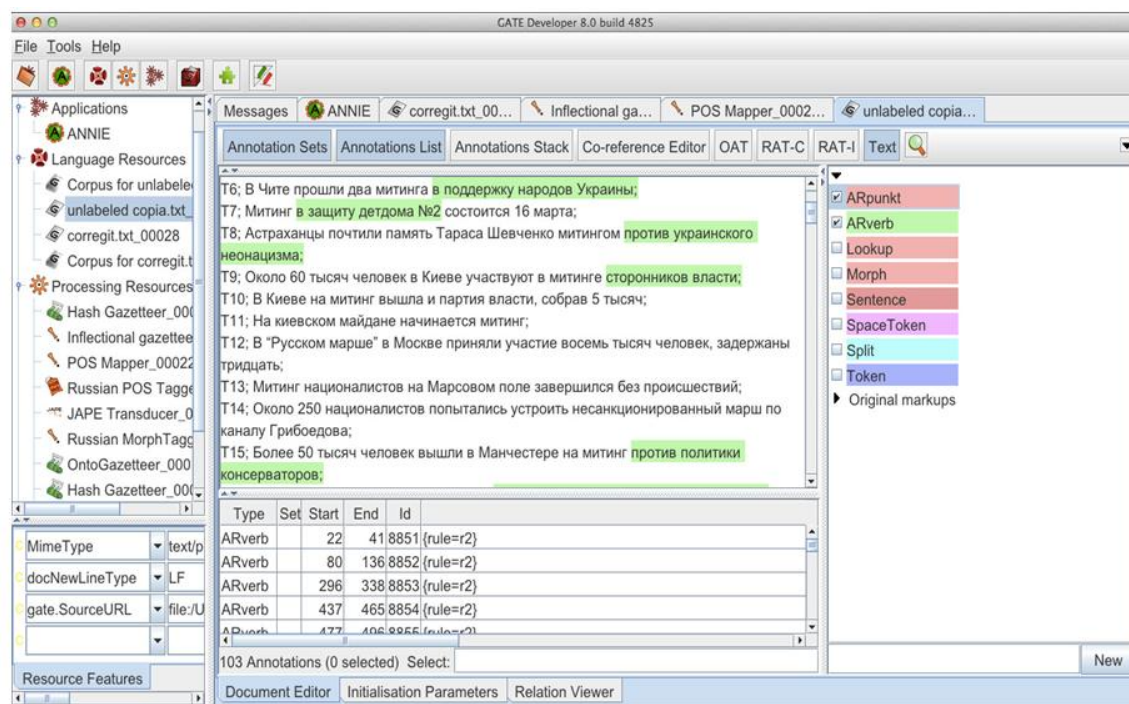 GATE Developer 8.0 build 4825
File Tools Help
Applications
ANNIE
Language Resources
Corpus for unlabele
unlabeled copia.txt_
corregit.txt_00028
Corpus for corregit.t
Processing Resources
Hash Gazetteer_00
Inflectional gazettee
POS Mapper_00022
Russian POS Tagge
JAPE Transducer_0
Russian MorphTagg
OntoGazetteer_000
Hash Gazetteer_00
MimeType text/p
docNewLineType LF
gate.SourceURL file:/U
Resource Features
Messages ANNIE corregit.txt_00... Inflectional ga... POS Mapper_0002... unlabeled copia...
Annotation Sets Annotations List Annotations Stack Co-reference Editor OAT RAT-C RAT-I Text
T6; В Чите прошли два митинга в поддержку народов Украины;
T7; Митинг в защиту детдома №2 состоится 16 марта;
T8; Астраханцы почтили память Тараса Шевченко митингом против украинского
неонацизма;
T9; Около 60 тысяч человек в Киеве участвуют в митинге сторонников власти;
T10; В Киеве на митинг вышла и партия власти, собрав 5 тысяч;
T11; На киевском майдане начинается митинг;
T12; В “Русском марше” в Москве приняли участие восемь тысяч человек, задержаны
тридцать;
T13; Митинг националистов на Марсовом поле завершился без происшествий;
T14; Около 250 националистов попытались устроить несанкционированный марш по
каналу Грибоедова;
T15; Более 50 тысяч человек вышли в Манчестере на митинг против политики
консерваторов;
Type Set Start End Id
ARverb 22 41 8851 {rule=r2}
ARverb 80 136 8852 {rule=r2}
ARverb 296 338 8853 {rule=r2}
ARverb 437 465 8854 {rule=r2}
ARverb 477 496 8855 {rule=r2}
103 Annotations (0 selected) Select:
Document Editor Initialisation Parameters Relation Viewer
ARpunkt
ARverb
Lookup
Morph
Sentence
SpaceToken
Split
Token
Original markups
New